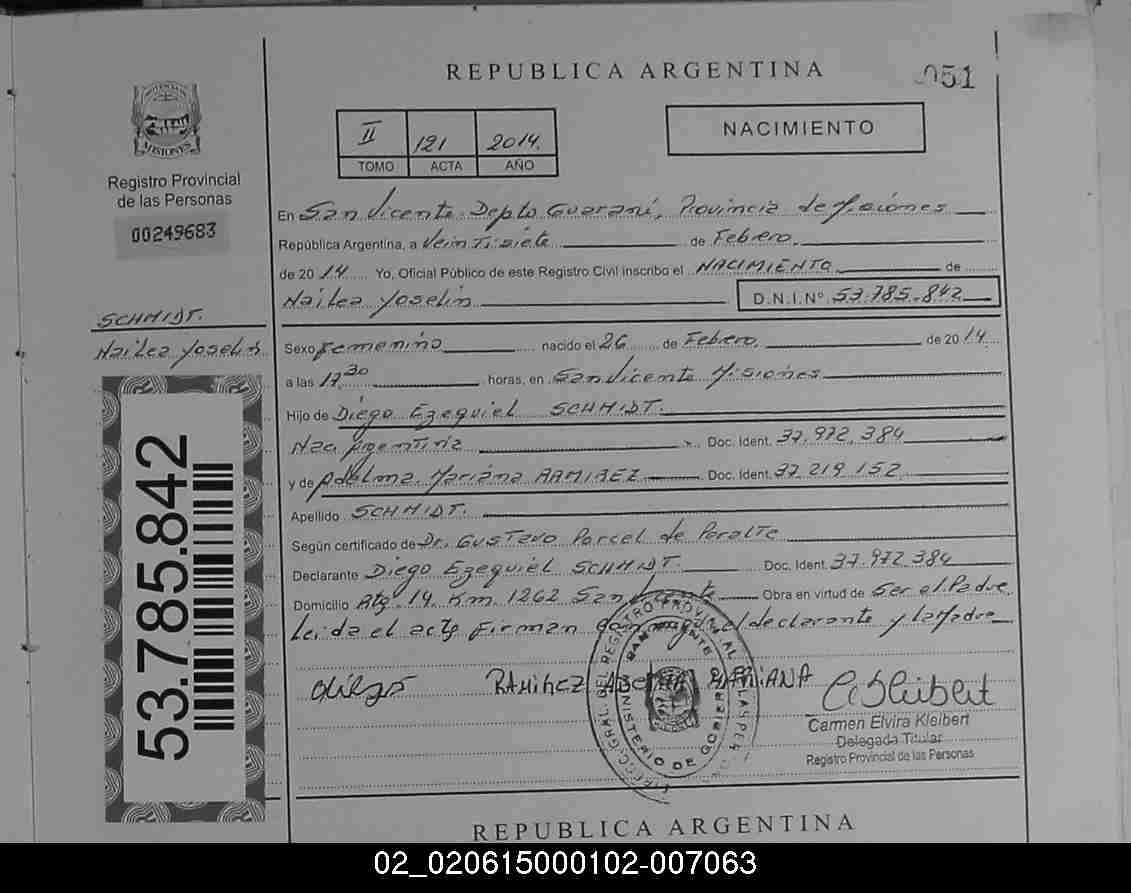 REPUBLICA ARGENTINA
051
MISIONES
Registro Provincial
de las Personas
00249683
II 121 2014.
TOMO ACTA AÑO
NACIMIENTO
En San Vicente Depto Guaraní, Provincia de Misiones
República Argentina, a Veintisiete de Febrero
de 2014 Yo, Oficial Público de este Registro Civil inscribo el NACIMIENTO de
Nailea Yoselin D.N.I.Nº 53.785.842
SCHMIDT.
Nailea Yoselin
Sexo Femenino nacido el 26 de Febrero de 2014
a las 17.30 horas, en San Vicente Misiones
Hijo de Diego Ezequiel SCHMIDT.
Nac. Argentina Doc. Ident. 37.972.384
y de Adelma Mariana RAMIREZ Doc. Ident. 37.219.152
Apellido SCHMIDT.
Según certificado de Dr. Gustavo Parcel de Peralta
Declarante Diego Ezequiel SCHMIDT. Doc. Ident. 37.972.384
Domicilio Rta. 14 Km. 1262 San Vicente Obra en virtud de Ser el Padre
Leida el acta Firman conmigo el declarante y la Madre
53.785.842
diego
RAMIREZ MARIANA
Carmen Elvira Kleibert
Delegada Titular
Registro Provincial de las Personas
REPUBLICA ARGENTINA
02_020615000102-007063